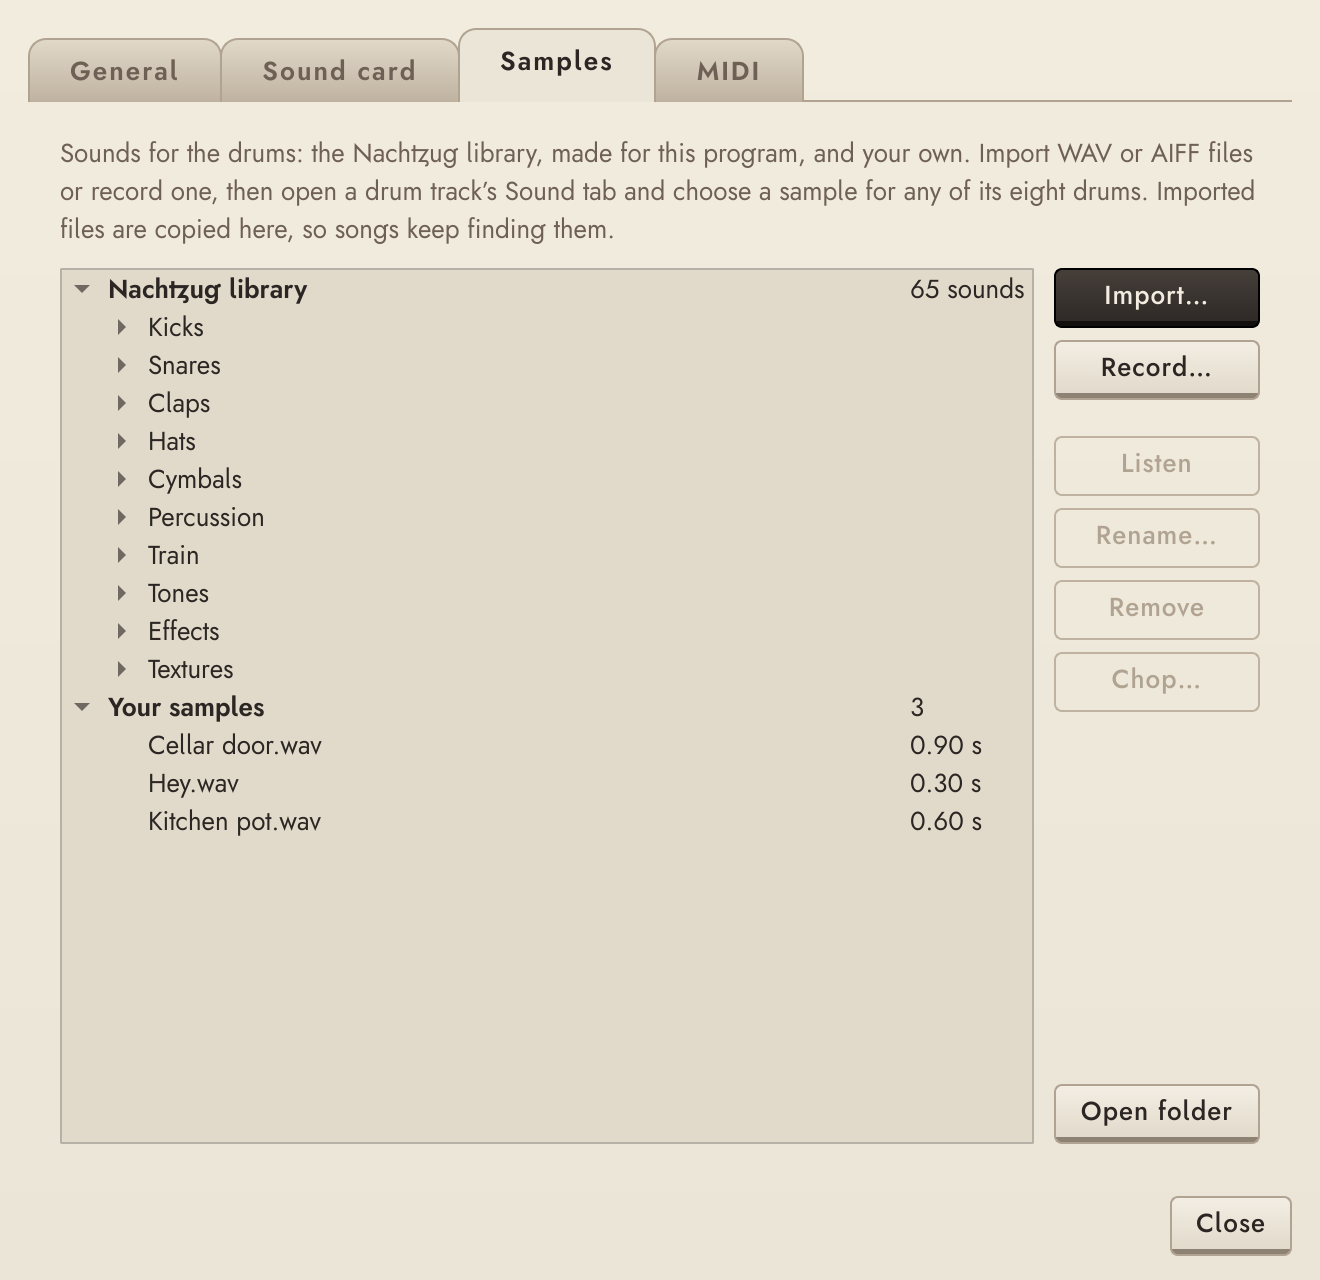 General
Sound card
Samples
MIDI
Sounds for the drums: the Nachtzug library, made for this program, and your own. Import WAV or AIFF files
or record one, then open a drum track’s Sound tab and choose a sample for any of its eight drums. Imported
files are copied here, so songs keep finding them.
Nachtzug library 65 sounds
Kicks
Snares
Claps
Hats
Cymbals
Percussion
Train
Tones
Effects
Textures
Your samples 3
Cellar door.wav 0.90 s
Hey.wav 0.30 s
Kitchen pot.wav 0.60 s
Import...
Record...
Listen
Rename...
Remove
Chop...
Open folder
Close